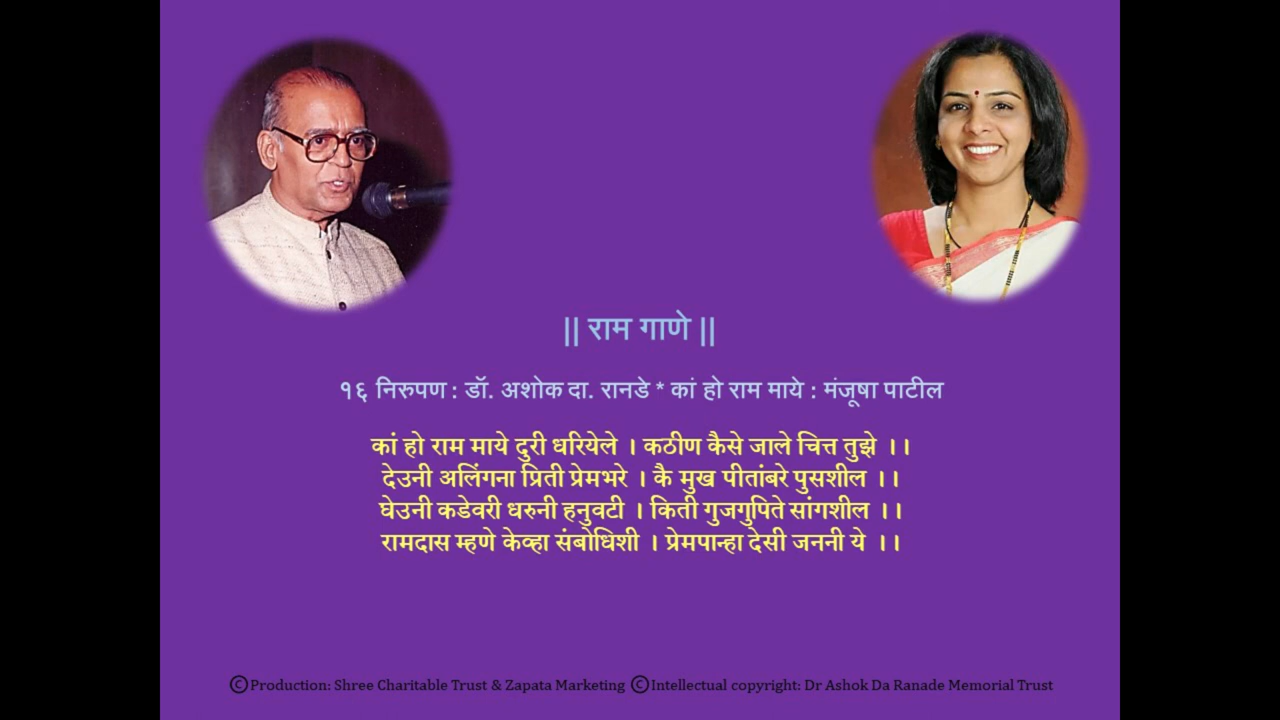 || राम गाणे ||
१६ निरुपण : डॉ. अशोक दा. रानडे * कां हो राम माये : मंजूषा पाटील
कां हो राम माये दुरी धरियेले । कठीण कैसे जाले चित्त तुझे ।।
देउनी अलिंगना प्रिती प्रेमभरे । कै मुख पीतांबरे पुसशील ।।
घेउनी कडेवरी धरुनी हनुवटी । किती गुजगुपिते सांगशील ।।
रामदास म्हणे केव्हा संबोधिशी । प्रेमपान्हा देसी जननी ये ।।
©Production: Shree Charitable Trust & Zapata Marketing ©Intellectual copyright: Dr Ashok Da Ranade Memorial Trust